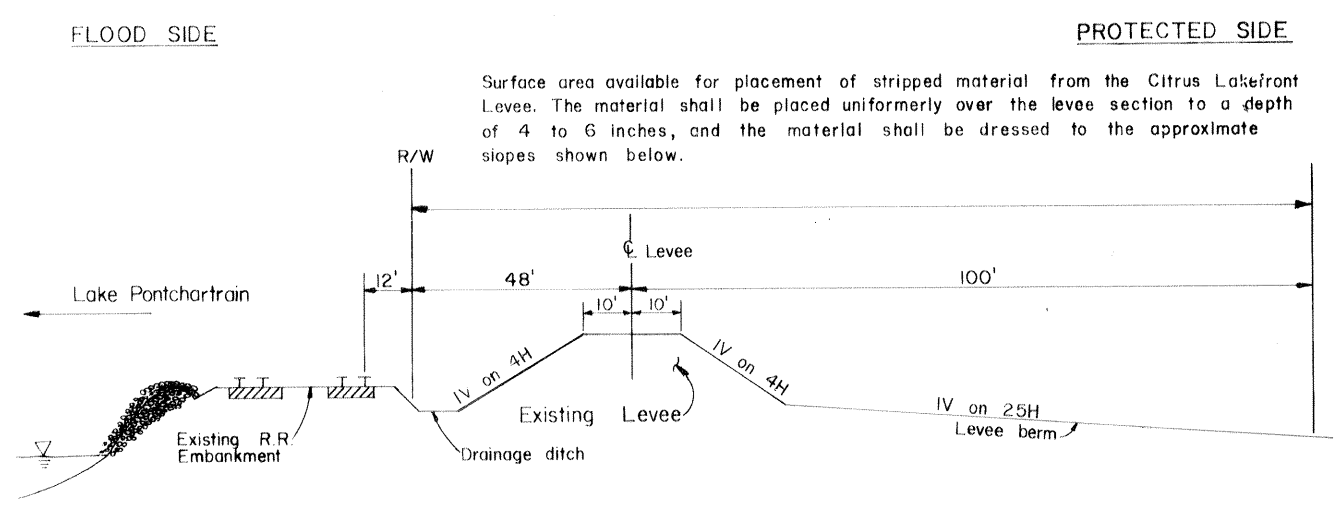 FLOOD SIDE
PROTECTED SIDE
Surface area available for placement of stripped material from the Citrus Lakefront
Levee. The material shall be placed uniformerly over the levee section to a depth
of 4 to 6 inches, and the material shall be dressed to the approximate
slopes shown below.
R/W
℄ Levee
12'
48'
100'
Lake Pontchartrain
10'
10'
IV on 4H
IV on 4H
Existing Levee
IV on 25H
Levee berm
Existing R.R.
Embankment
Drainage ditch